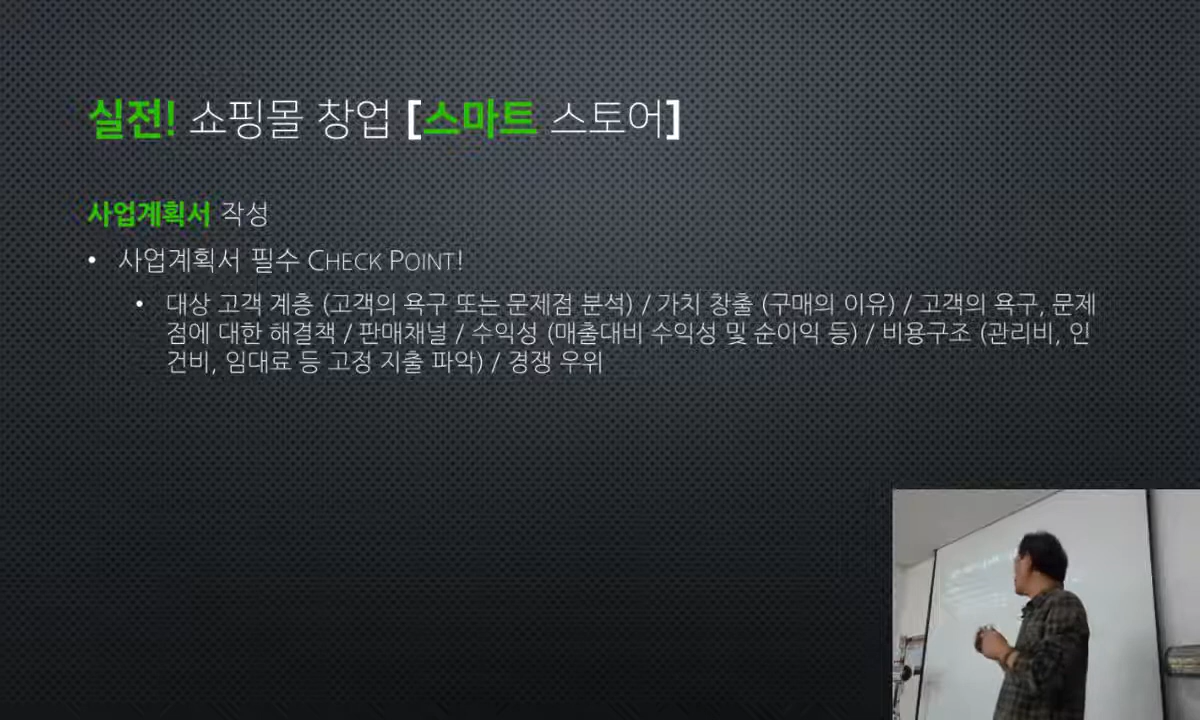 실전! 쇼핑몰 창업 [스마트 스토어]
사업계획서 작성
• 사업계획서 필수 CHECK POINT!
• 대상 고객 계층 (고객의 욕구 또는 문제점 분석) / 가치 창출 (구매의 이유) / 고객의 욕구, 문제
점에 대한 해결책 / 판매채널 / 수익성 (매출대비 수익성 및 순이익 등) / 비용구조 (관리비, 인
건비, 임대료 등 고정 지출 파악) / 경쟁 우위